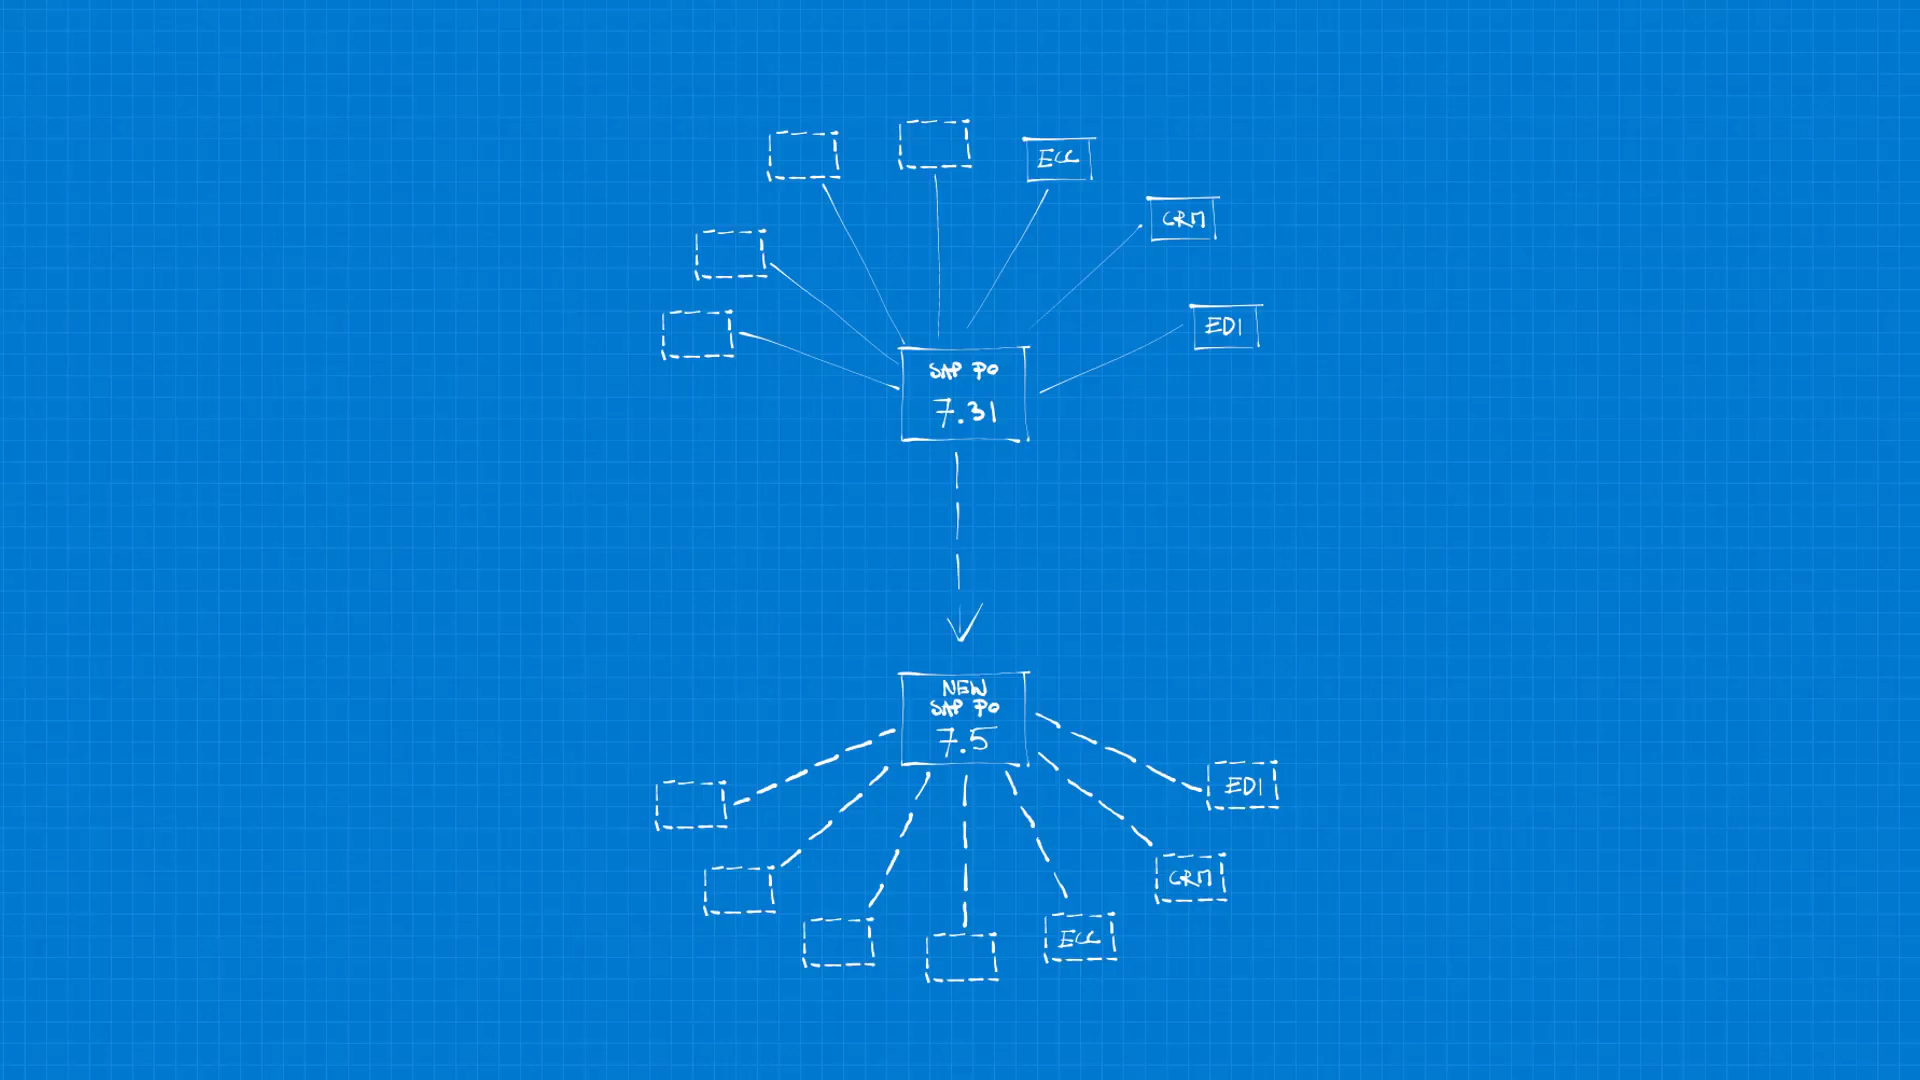 ECC
CRM
EDI
SAP PO
7.31
NEW
SAP PO
7.5
EDI
CRM
ECC